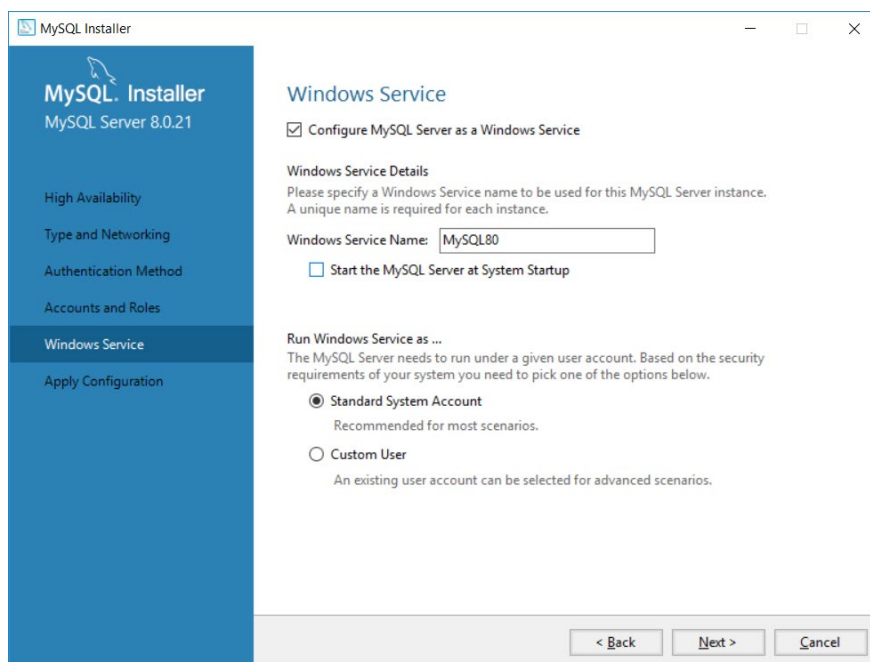 MySQL Installer
MySQL. Installer
MySQL Server 8.0.21
High Availability
Type and Networking
Authentication Method
Accounts and Roles
Windows Service
Apply Configuration
Windows Service
Configure MySQL Server as a Windows Service
Windows Service Details
Please specify a Windows Service name to be used for this MySQL Server instance.
A unique name is required for each instance.
Windows Service Name: MySQL80
Start the MySQL Server at System Startup
Run Windows Service as ...
The MySQL Server needs to run under a given user account. Based on the security
requirements of your system you need to pick one of the options below.
Standard System Account
Recommended for most scenarios.
Custom User
An existing user account can be selected for advanced scenarios.
< Back Next > Cancel